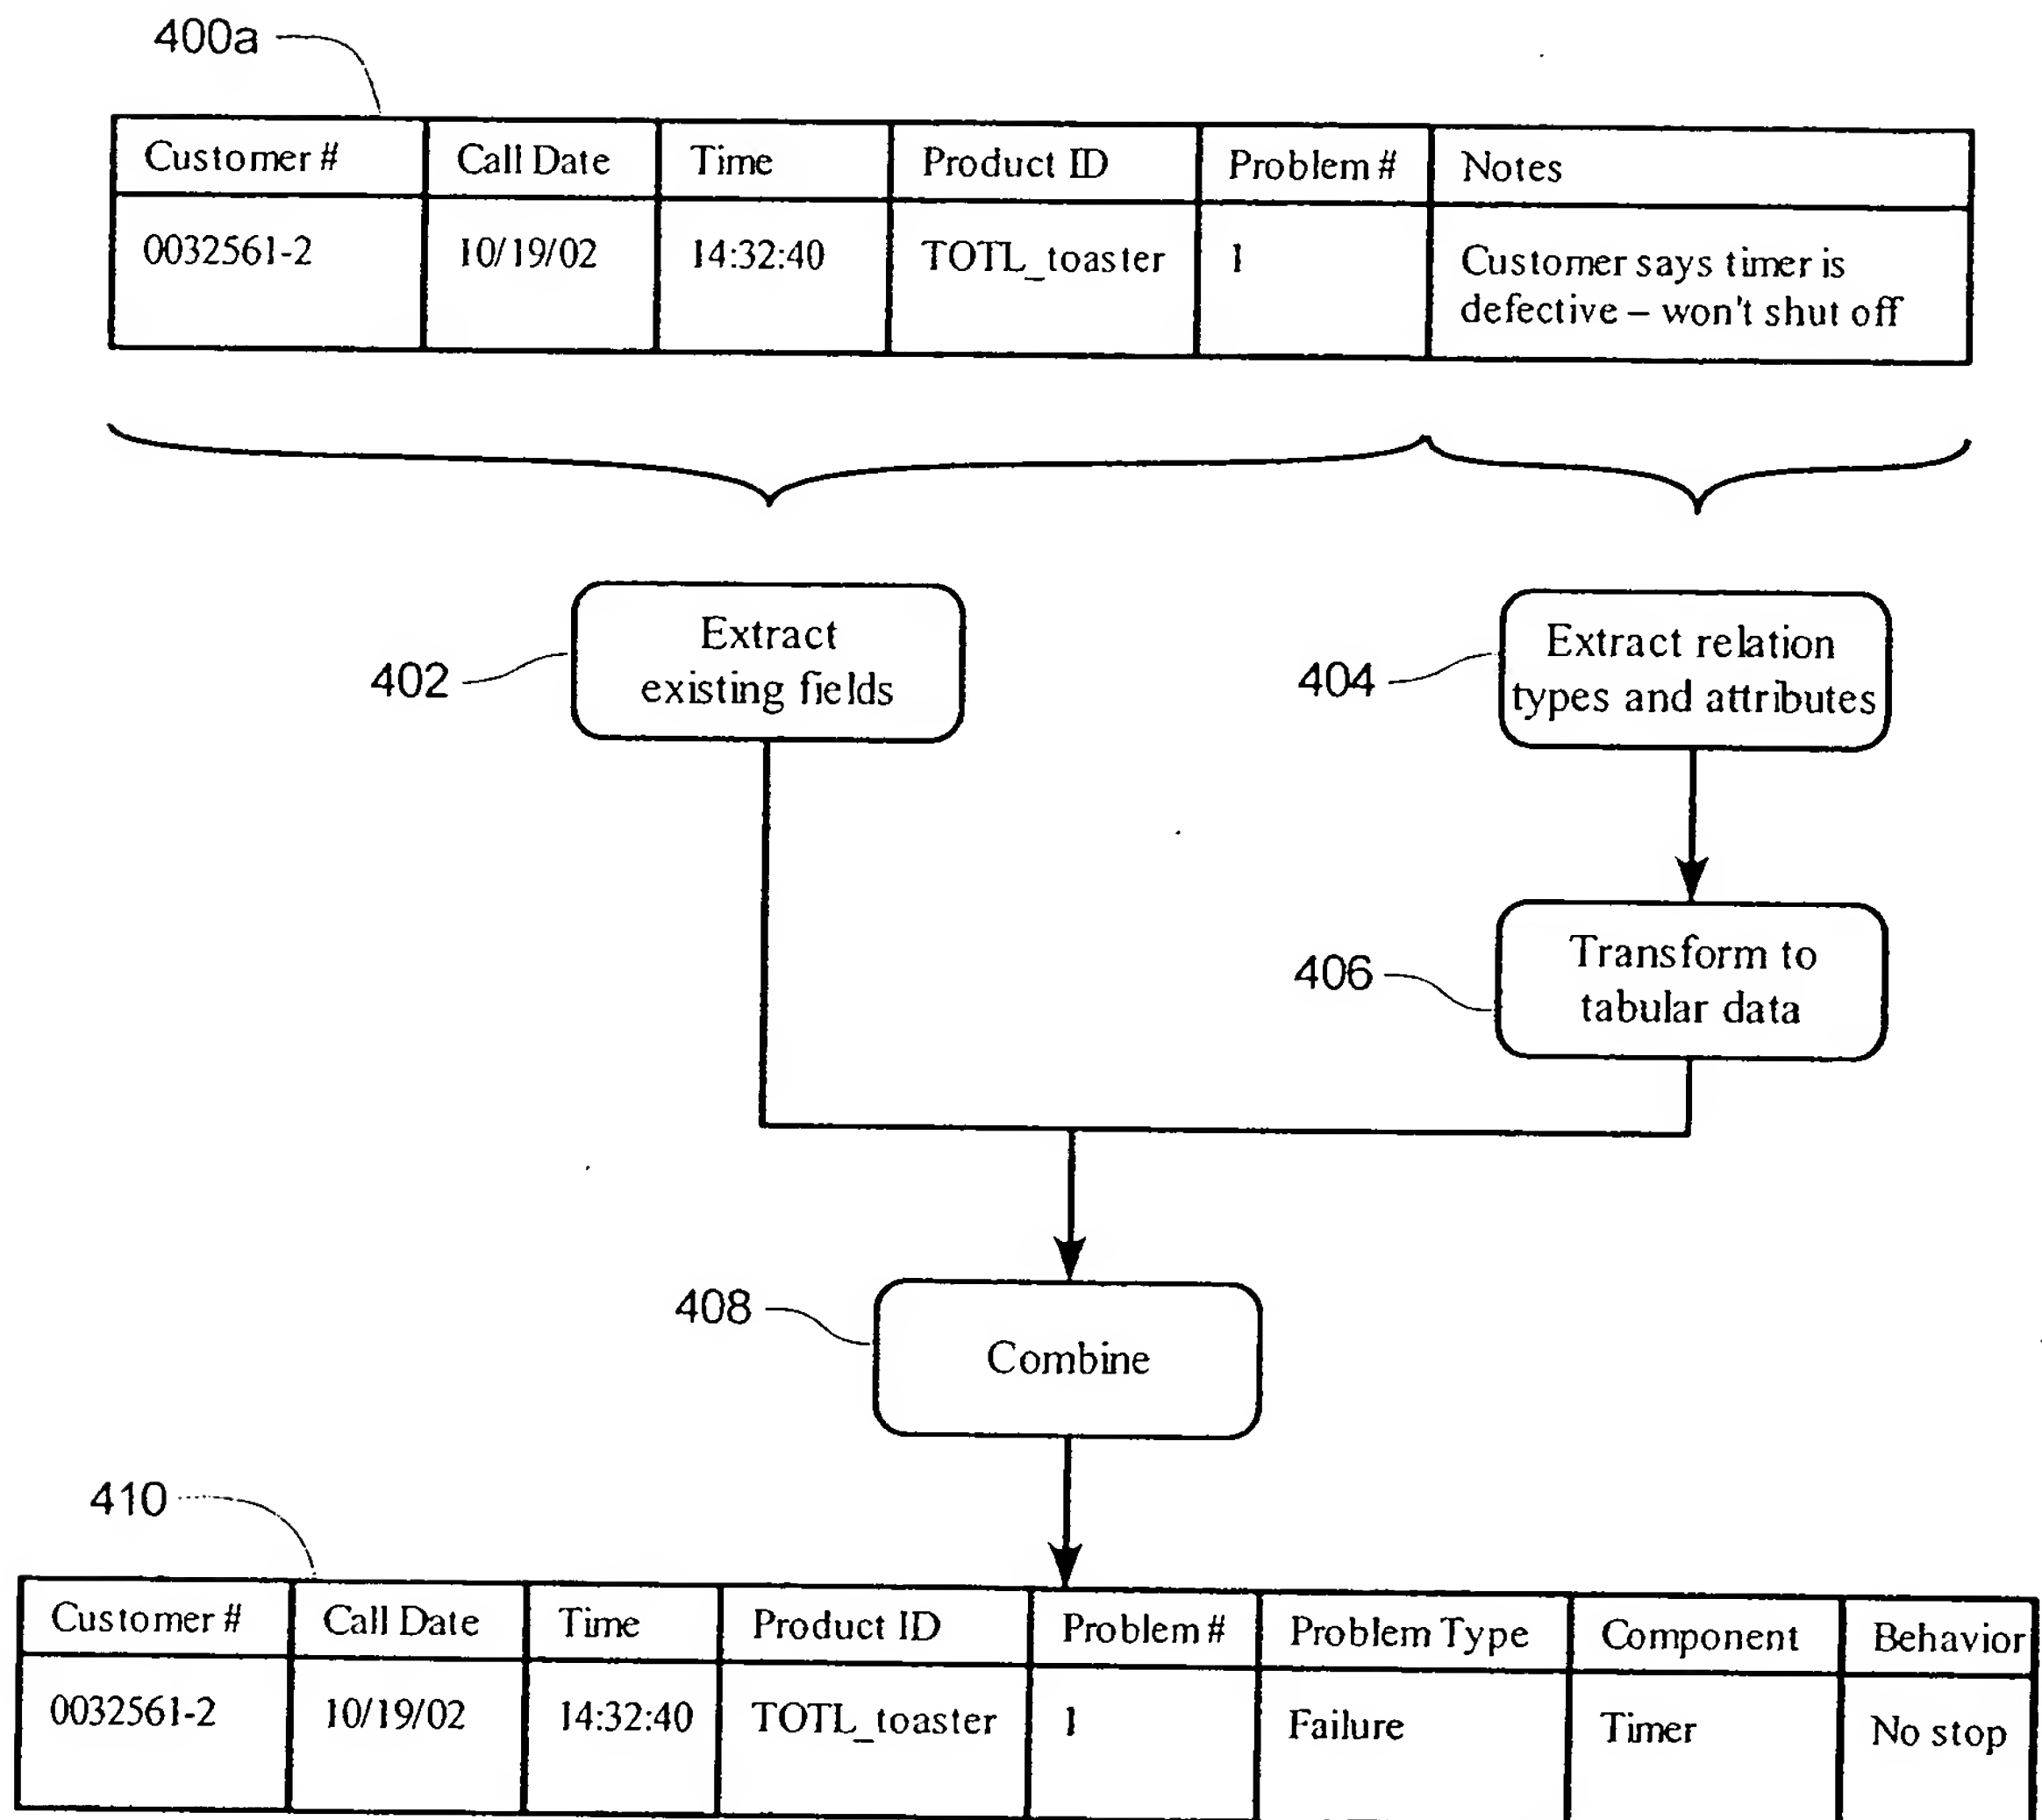 400a
Customer # Call Date Time Product ID Problem # Notes
0032561-2 10/19/02 14:32:40 TOTL_toaster 1 Customer says timer is
defective – won't shut off
Extract
existing fields
402
Extract relation
types and attributes
404
Transform to
tabular data
406
408
Combine
410
Customer # Call Date Time Product ID Problem # Problem Type Component Behavior
0032561-2 10/19/02 14:32:40 TOTL_toaster 1 Failure Timer No stop